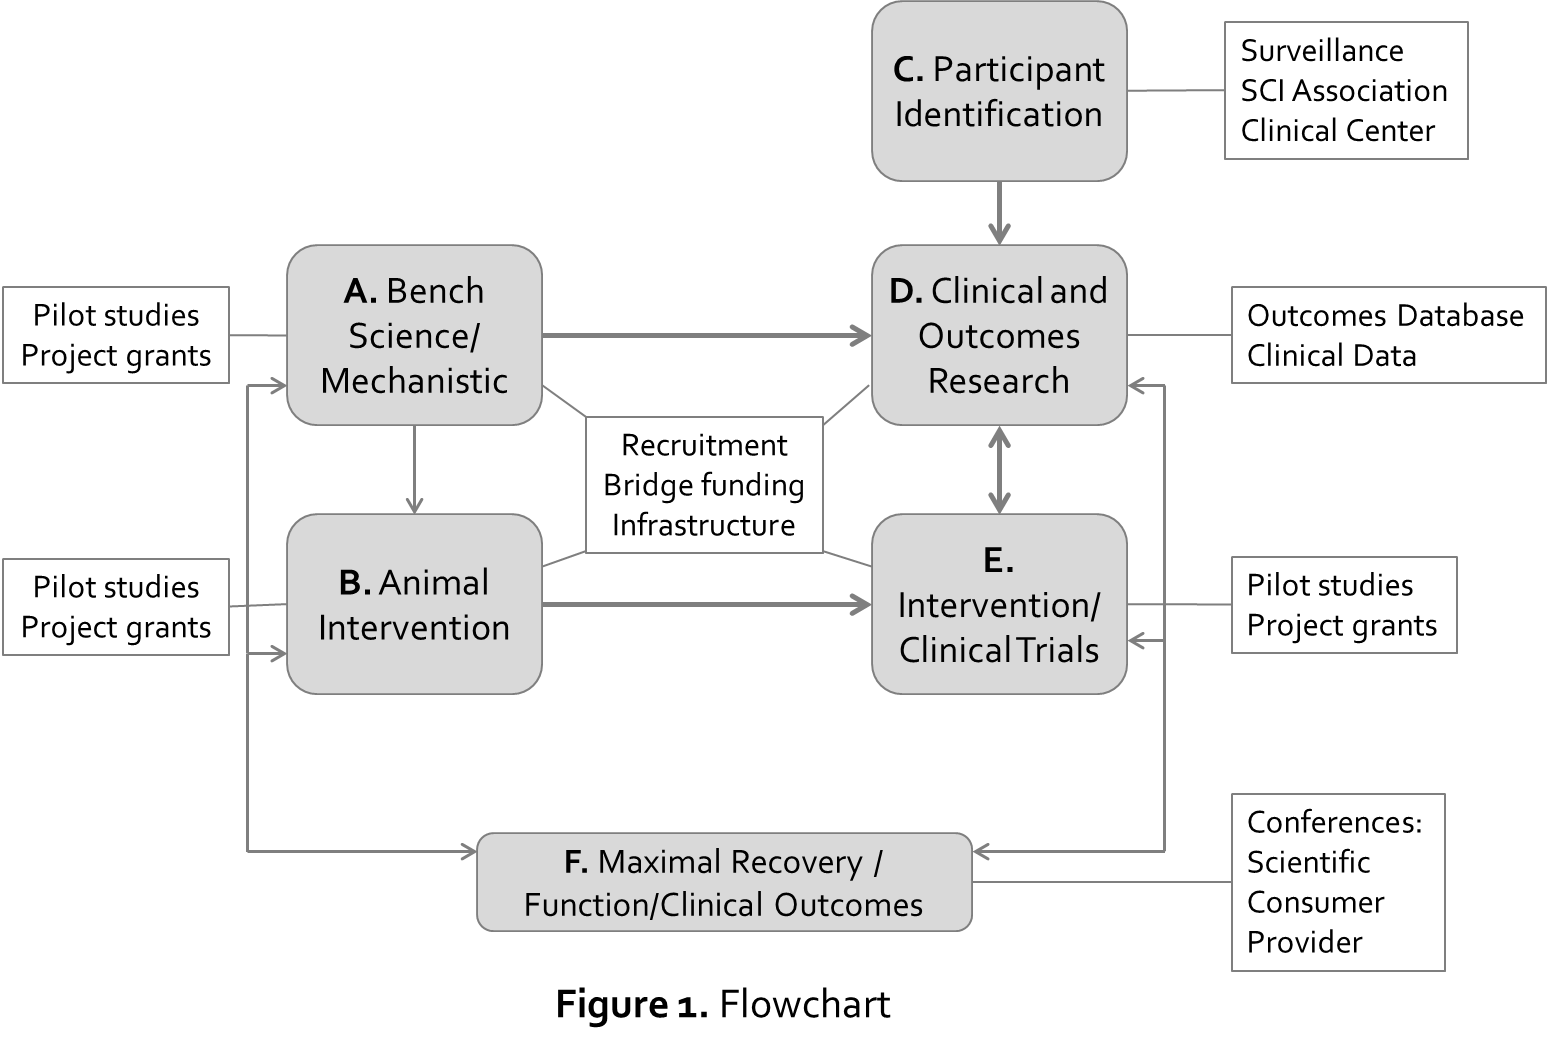 C. Participant
Identification
Surveillance
SCI Association
Clinical Center
Pilot studies
Project grants
A. Bench
Science/
Mechanistic
D. Clinical and
Outcomes
Research
Outcomes Database
Clinical Data
Recruitment
Bridge funding
Infrastructure
Pilot studies
Project grants
B. Animal
Intervention
E.
Intervention/
Clinical Trials
Pilot studies
Project grants
F. Maximal Recovery /
Function/Clinical Outcomes
Conferences:
Scientific
Consumer
Provider
Figure 1. Flowchart